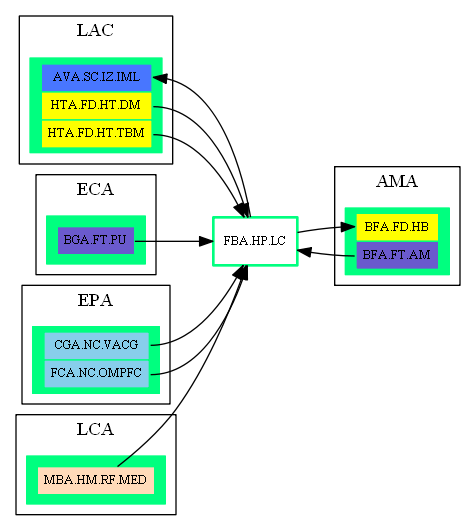 LAC
AVA.SC.IZ.IML
HTA.FD.HT.DM
HTA.FD.HT.TBM
ECA
BGA.FT.PU
EPA
CGA.NC.VACG
FCA.NC.OMPFC
LCA
MBA.HM.RF.MED
FBA.HP.LC
AMA
BFA.FD.HB
BFA.FT.AM